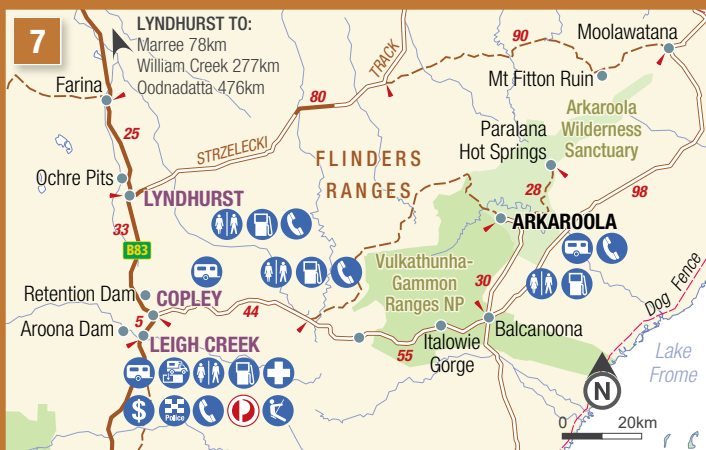 7
LYNDHURST TO:
Marree 78km
William Creek 277km
Oodnadatta 476km
Farina
25
STRZELECKI
80
TRACK
90
Moolawatana
Mt Fitton Ruin
Arkaroola
Wilderness
Sanctuary
Paralana
Hot Springs
FLINDERS
RANGES
Ochre Pits
LYNDHURST
28
98
33
B83
ARKAROOLA
Vulkathunha-
Gammon
Ranges NP
30
Retention Dam
COPLEY
44
Aroona Dam
5
LEIGH CREEK
55
Italowie
Gorge
Balcanoona
Dog Fence
Lake
Frome
$
Police
P
N
0 20km